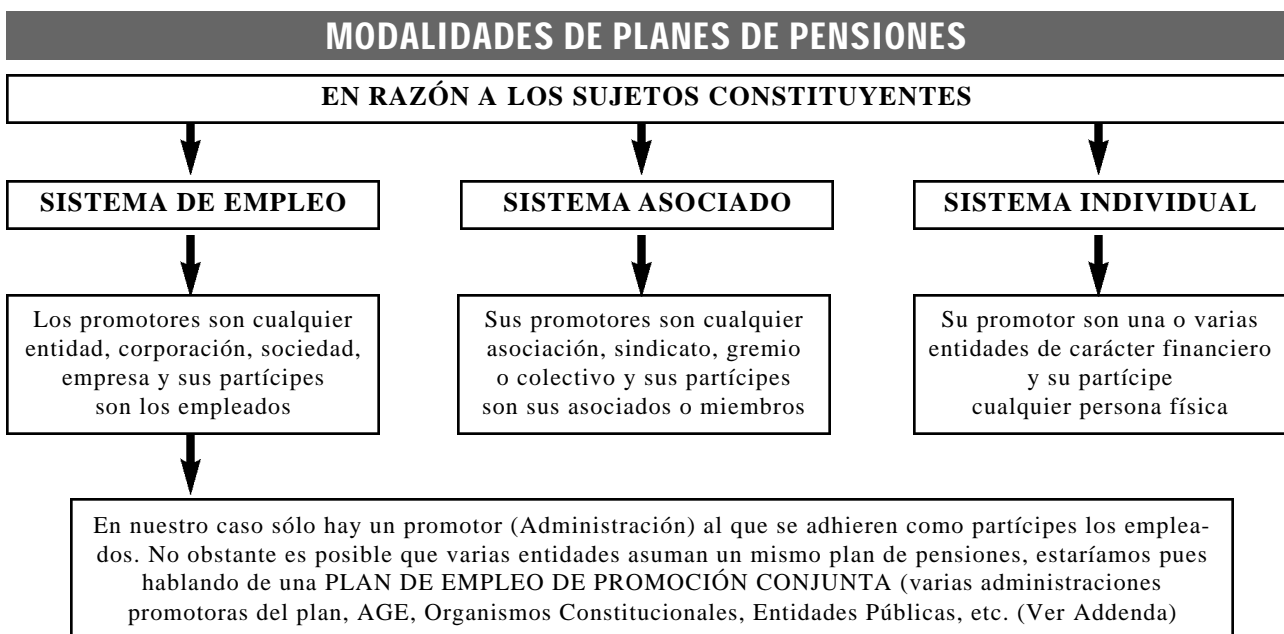 MODALIDADES DE PLANES DE PENSIONES
EN RAZÓN A LOS SUJETOS CONSTITUYENTES
SISTEMA DE EMPLEO
SISTEMA ASOCIADO
SISTEMA INDIVIDUAL
Los promotores son cualquier
entidad, corporación, sociedad,
empresa y sus partícipes
son los empleados
Sus promotores son cualquier
asociación, sindicato, gremio
o colectivo y sus partícipes
son sus asociados o miembros
Su promotor son una o varias
entidades de carácter financiero
y su partícipe
cualquier persona física
En nuestro caso sólo hay un promotor (Administración) al que se adhieren como partícipes los emplea-
dos. No obstante es posible que varias entidades asuman un mismo plan de pensiones, estaríamos pues
hablando de una PLAN DE EMPLEO DE PROMOCIÓN CONJUNTA (varias administraciones
promotoras del plan, AGE, Organismos Constitucionales, Entidades Públicas, etc. (Ver Addenda)